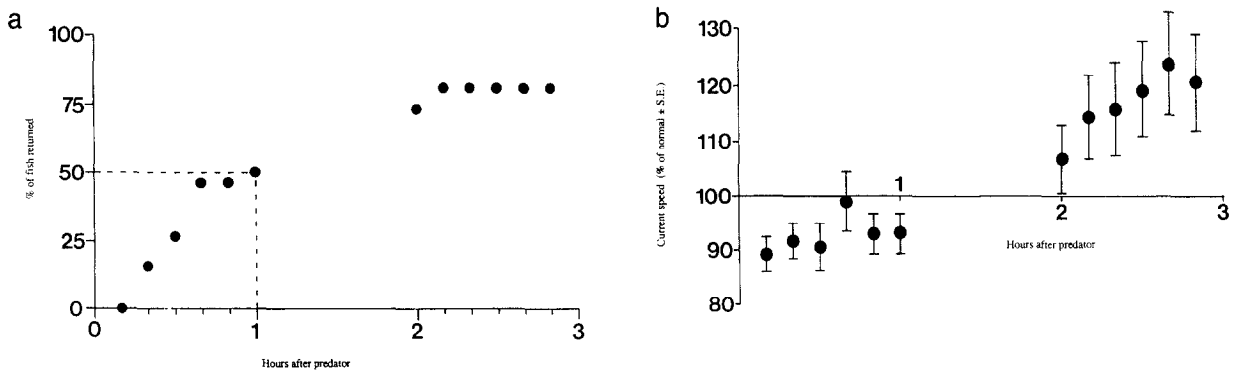 a
100
75
50
25
0
% of fish returned
0 1 2 3
Hours after predator
b
130
120
110
100
90
80
Current speed (% of normal ± S.E.)
1
2 3
Hours after predator